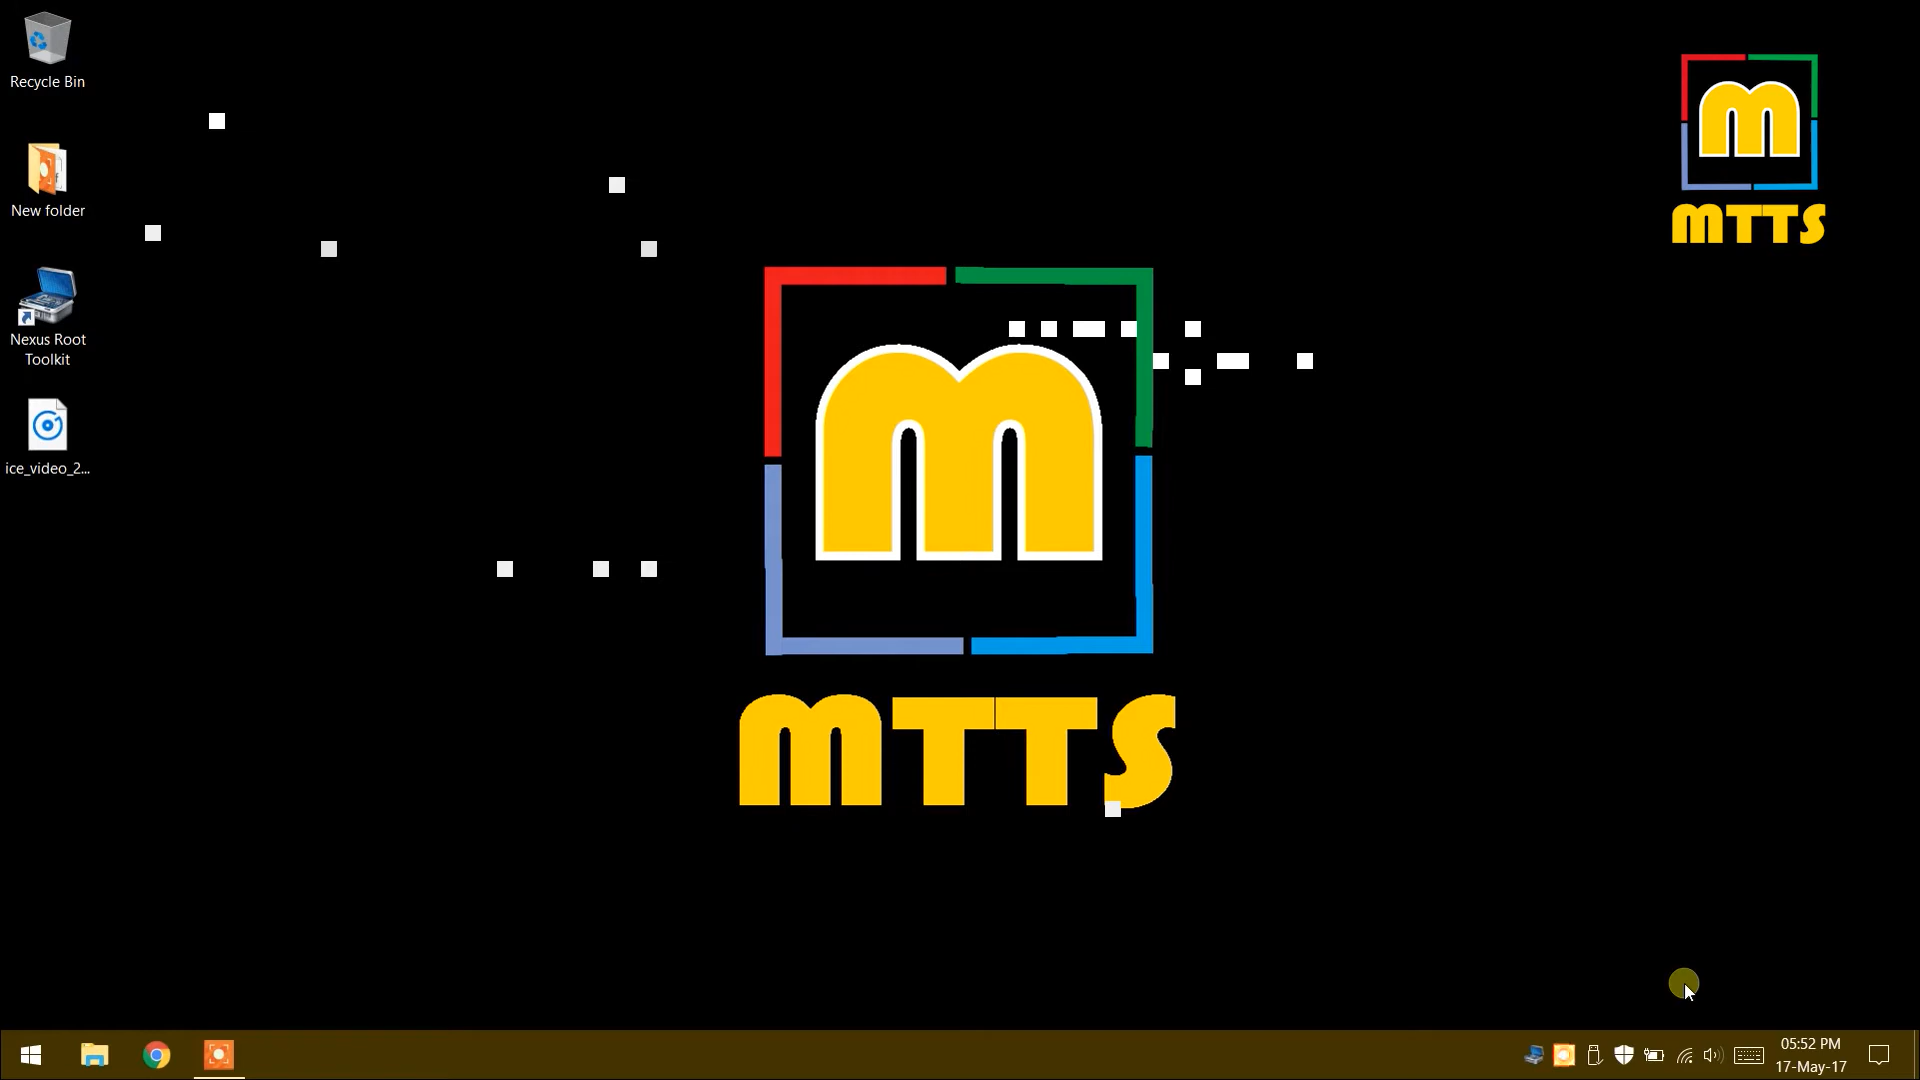 Recycle Bin
New folder
Nexus Root
Toolkit
ice_video_2...
m
MTTS
m
MTTS
05:52 PM
17-May-17